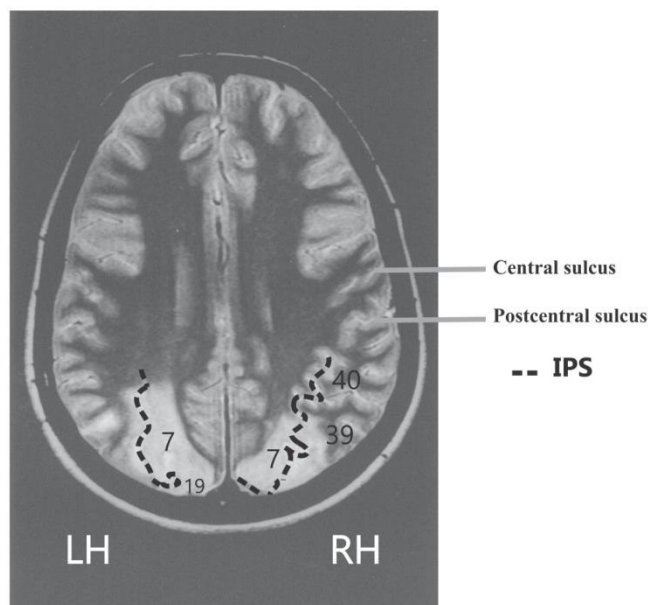 Central sulcus
Postcentral sulcus
-- IPS
40
39
7
7
19
LH
RH